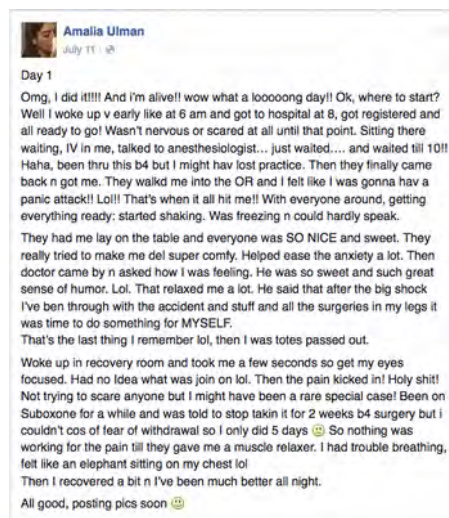 Amalia Ulman
July 11 ·
Day 1
Omg, I did it!!!! And i'm alive!! wow what a looooong day!! Ok, where to start?
Well I woke up v early like at 6 am and got to hospital at 8, got registered and
all ready to go! Wasn't nervous or scared at all until that point. Sitting there
waiting, IV in me, talked to anesthesiologist... just waited.... and waited till 10!!
Haha, been thru this b4 but I might hav lost practice. Then they finally came
back n got me. They walkd me into the OR and I felt like I was gonna hav a
panic attack!! Lol!! That's when it all hit me!! With everyone around, getting
everything ready: started shaking. Was freezing n could hardly speak.
They had me lay on the table and everyone was SO NICE and sweet. They
really tried to make me del super comfy. Helped ease the anxiety a lot. Then
doctor came by n asked how I was feeling. He was so sweet and such great
sense of humor. Lol. That relaxed me a lot. He said that after the big shock
I've ben through with the accident and stuff and all the surgeries in my legs it
was time to do something for MYSELF.
That's the last thing I remember lol, then I was totes passed out.
Woke up in recovery room and took me a few seconds so get my eyes
focused. Had no Idea what was join on lol. Then the pain kicked in! Holy shit!
Not trying to scare anyone but I might have been a rare special case! Been on
Suboxone for a while and was told to stop takin it for 2 weeks b4 surgery but i
couldn't cos of fear of withdrawal so I only did 5 days 🙂 So nothing was
working for the pain till they gave me a muscle relaxer. I had trouble breathing,
felt like an elephant sitting on my chest lol
Then I recovered a bit n I've been much better all night.
All good, posting pics soon 🙂